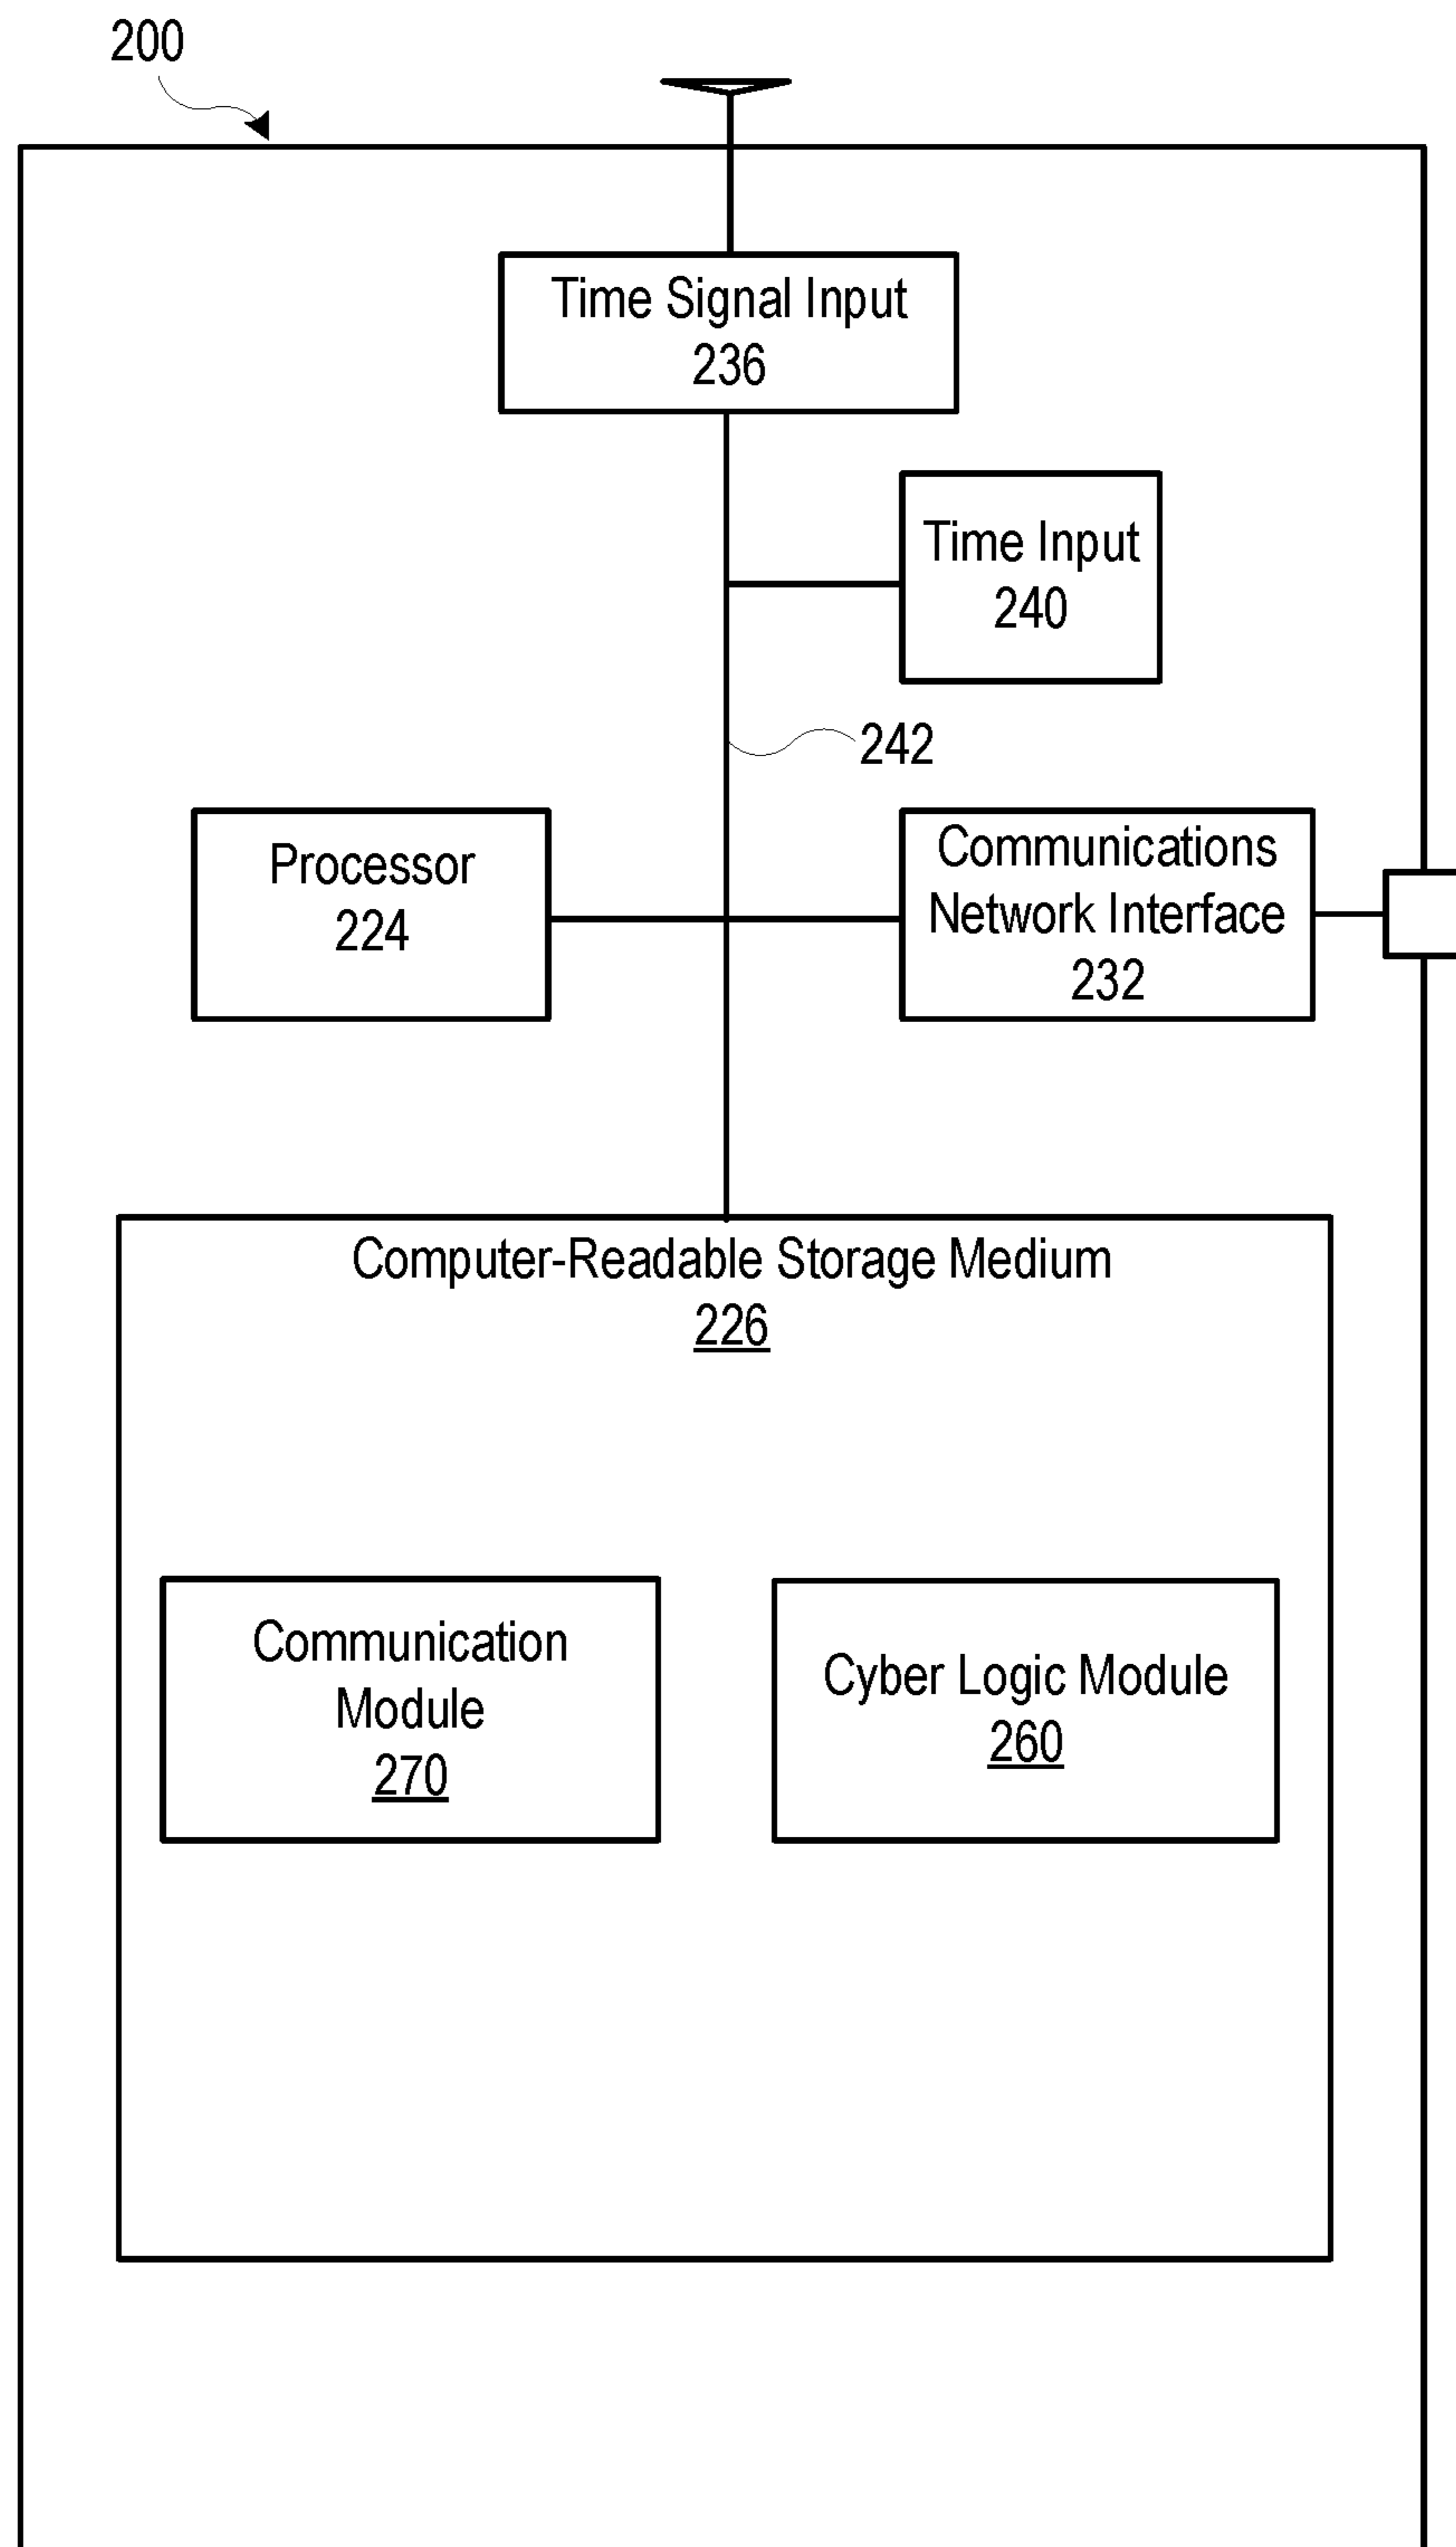 200
Time Signal Input
236
Time Input
240
242
Processor
224
Communications
Network Interface
232
Computer-Readable Storage Medium
226
Communication
Module
270
Cyber Logic Module
260